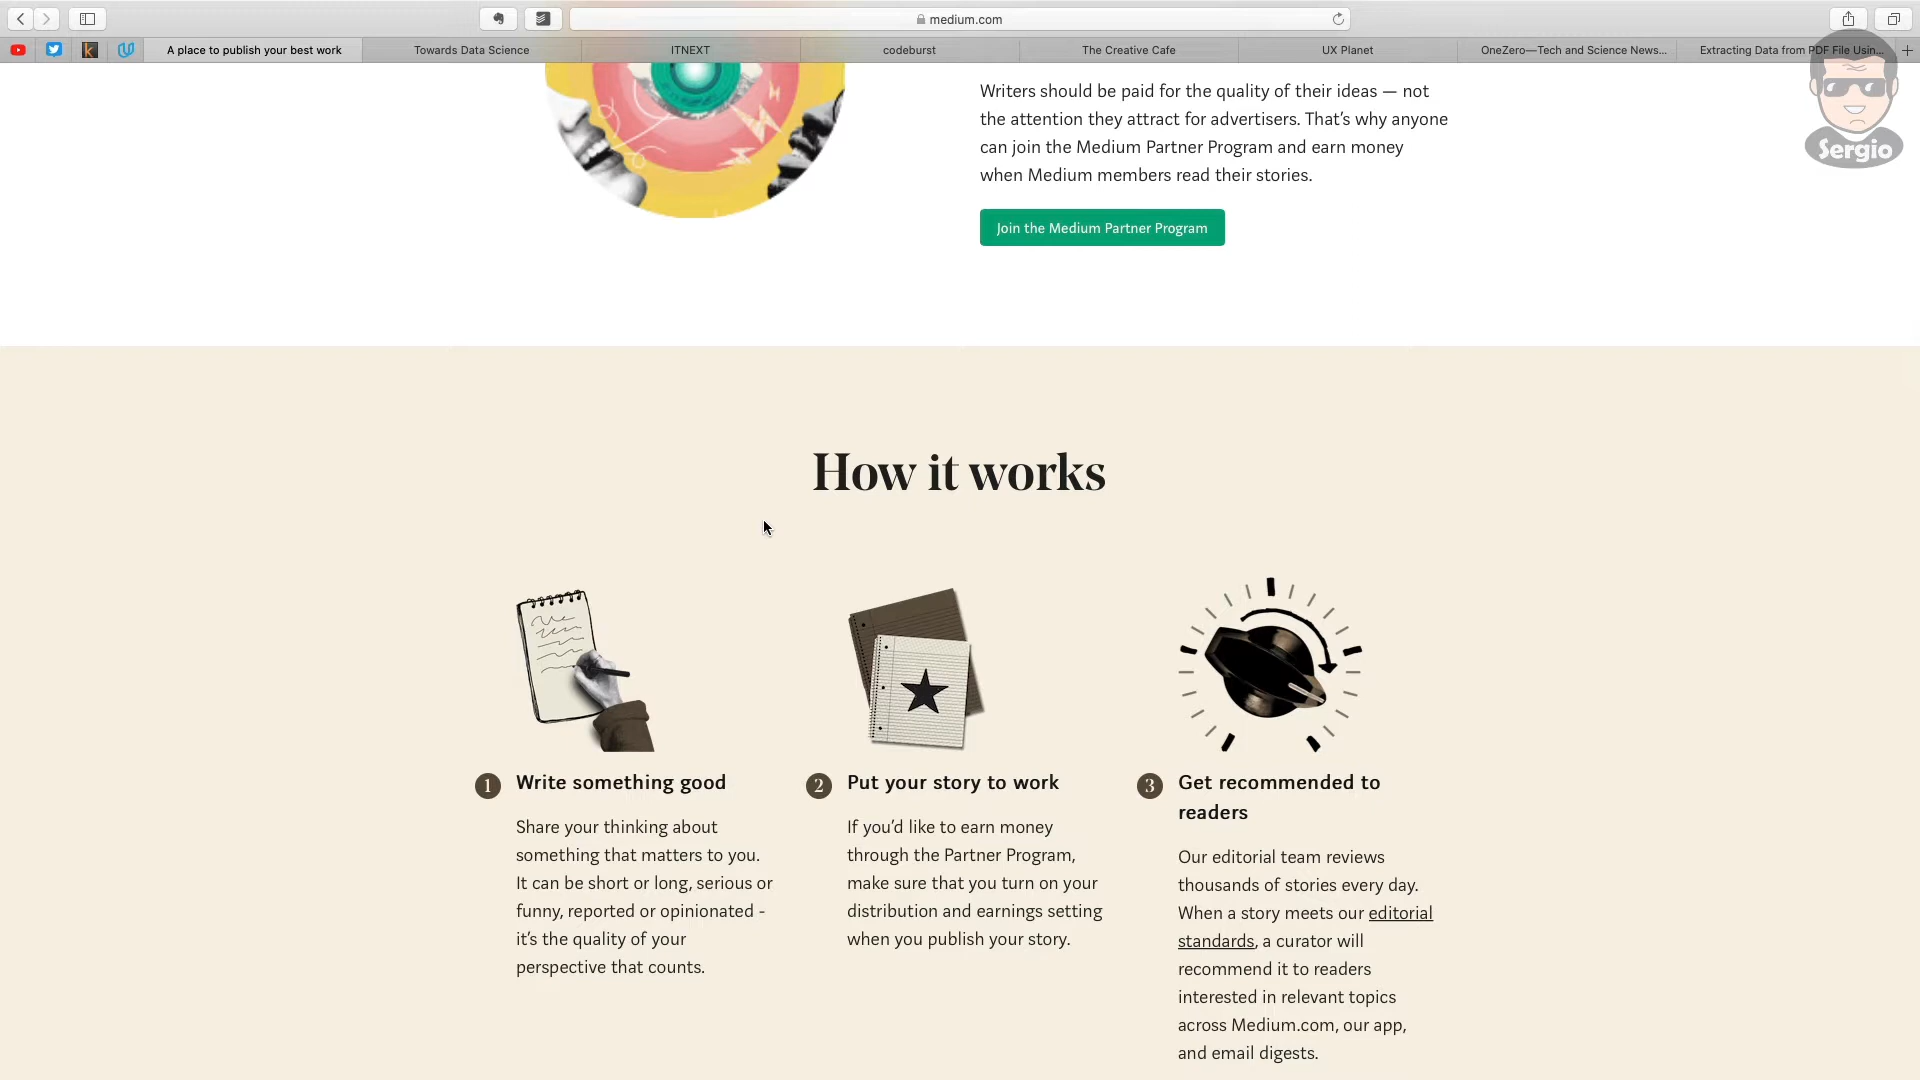 medium.com
A place to publish your best work
Towards Data Science
ITNEXT
codeburst
The Creative Cafe
UX Planet
OneZero—Tech and Science News...
Extracting Data from PDF File Usin...
Writers should be paid for the quality of their ideas — not
the attention they attract for advertisers. That’s why anyone
can join the Medium Partner Program and earn money
when Medium members read their stories.
Sergio
Join the Medium Partner Program
How it works
1 Write something good
Share your thinking about
something that matters to you.
It can be short or long, serious or
funny, reported or opinionated -
it’s the quality of your
perspective that counts.
2 Put your story to work
If you’d like to earn money
through the Partner Program,
make sure that you turn on your
distribution and earnings setting
when you publish your story.
3 Get recommended to
readers
Our editorial team reviews
thousands of stories every day.
When a story meets our editorial
standards, a curator will
recommend it to readers
interested in relevant topics
across Medium.com, our app,
and email digests.